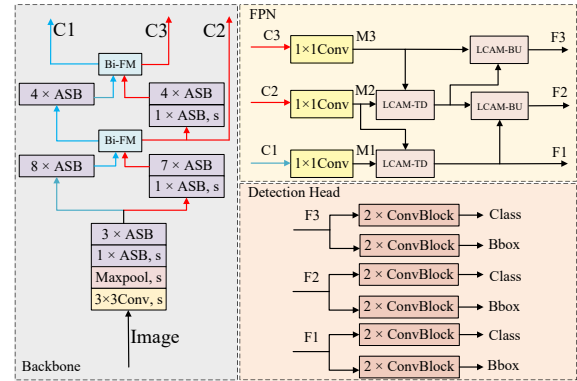 C1 C3 C2
Bi-FM
4 × ASB
4 × ASB
1 × ASB, s
Bi-FM
8 × ASB
7 × ASB
1 × ASB, s
3 × ASB
1 × ASB, s
Maxpool, s
3×3Conv, s
Image
Backbone
FPN
C3 1×1Conv M3 LCAM-BU F3
C2 1×1Conv M2 LCAM-TD LCAM-BU F2
C1 1×1Conv M1 LCAM-TD F1
Detection Head
F3 2 × ConvBlock Class
2 × ConvBlock Bbox
F2 2 × ConvBlock Class
2 × ConvBlock Bbox
F1 2 × ConvBlock Class
2 × ConvBlock Bbox